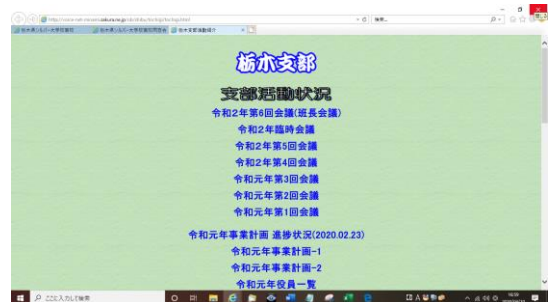 栃木支部
支部活動状況
令和2年第6回会議(班長会議)
令和2年臨時会議
令和2年第5回会議
令和2年第4回会議
令和元年第3回会議
令和元年第2回会議
令和元年第1回会議
令和元年事業計画 進捗状況(2020.02.23)
令和元年事業計画-1
令和元年事業計画-2
令和元年役員一覧
ここに入力して検索